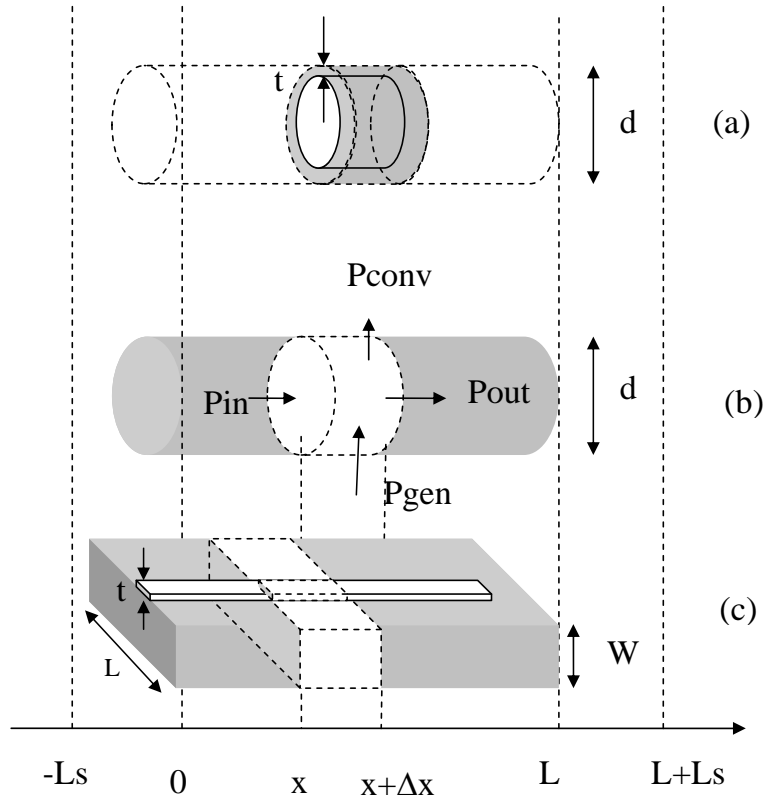 t
d
(a)
Pconv
Pin
Pout
d
(b)
Pgen
t
(c)
L
W
-Ls
0
x
x+Δx
L
L+Ls